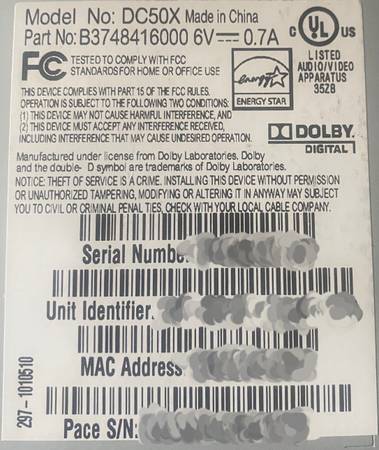 Model No: DC50X Made in China
Part No: B3748416000 6V⎓0.7A
c UL us
LISTED
AUDIO/VIDEO
APPARATUS
35Z8
FC TESTED TO COMPLY WITH FCC
STANDARDS FOR HOME OR OFFICE USE
energy
ENERGY STAR
THIS DEVICE COMPLIES WITH PART 15 OF THE FCC RULES.
OPERATION IS SUBJECT TO THE FOLLOWING TWO CONDITIONS:
(1) THIS DEVICE MAY NOT CAUSE HARMFUL INTERFERENCE, AND
(2) THIS DEVICE MUST ACCEPT ANY INTERFERENCE RECEIVED,
INCLUDING INTERFERENCE THAT MAY CAUSE UNDESIRED OPERATION.
DOLBY.
DIGITAL
Manufactured under license from Dolby Laboratories. Dolby
and the double- D symbol are trademarks of Dolby Laboratories.
NOTICE: THEFT OF SERVICE IS A CRIME. INSTALLING THIS DEVICE WITHOUT PERMISSION
OR UNAUTHORIZED TAMPERING, MODIFYING OR ALTERING IT IN ANYWAY MAY SUBJECT
YOU TO CIVIL OR CRIMINAL PENAL TIES, CHECK WITH YOUR LOCAL CABLE COMPANY.
Serial Numbe
Unit Identifier.
MAC Address
Pace S/N:
297-1010510